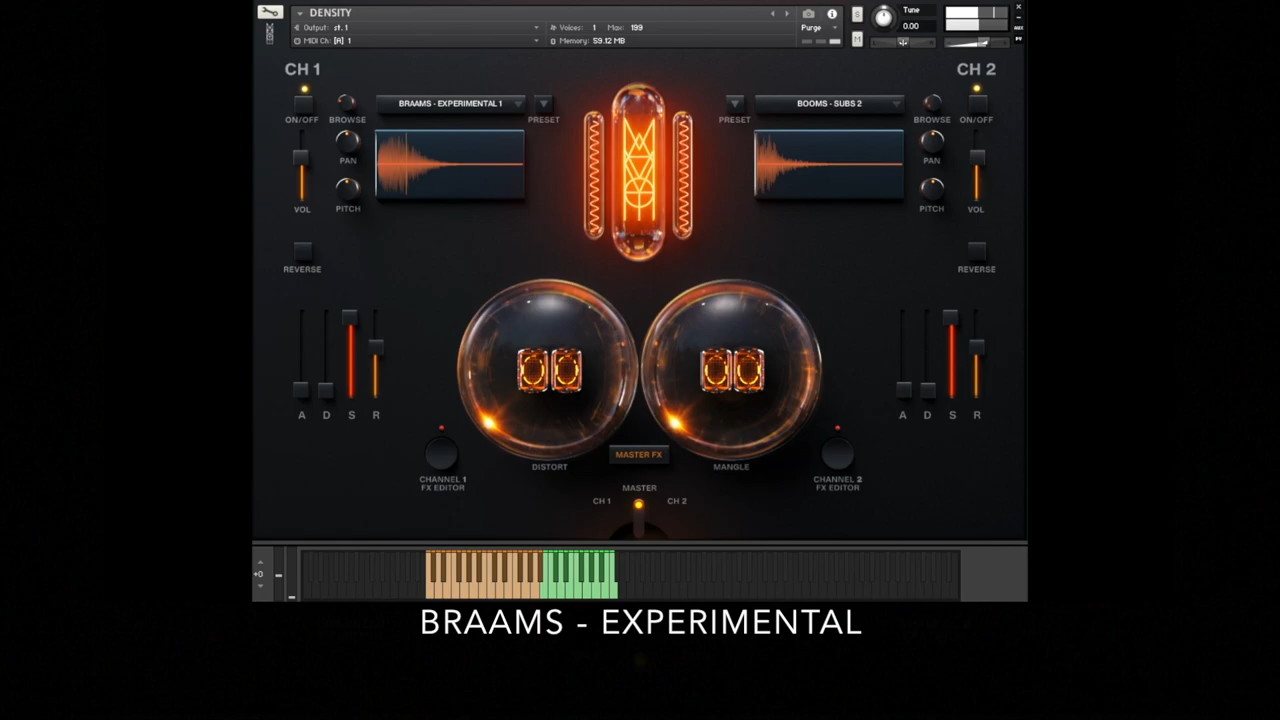 DENSITY
Output: st.1
Voices: 1 Max: 199
Purge
MIDI Ch: [A] 1
Memory: 59.12 MB
S
M
Tune
0.00
CH 1
CH 2
ON/OFF
BROWSE
BRAAMS - EXPERIMENTAL 1
PRESET
PRESET
BOOMS - SUBS 2
BROWSE
ON/OFF
PAN
PAN
VOL
PITCH
PITCH
VOL
REVERSE
REVERSE
00
00
A D S R
A D S R
DISTORT
MASTER FX
MANGLE
CHANNEL 1
FX EDITOR
CHANNEL 2
FX EDITOR
MASTER
CH 1
CH 2
+0
BRAAMS - EXPERIMENTAL